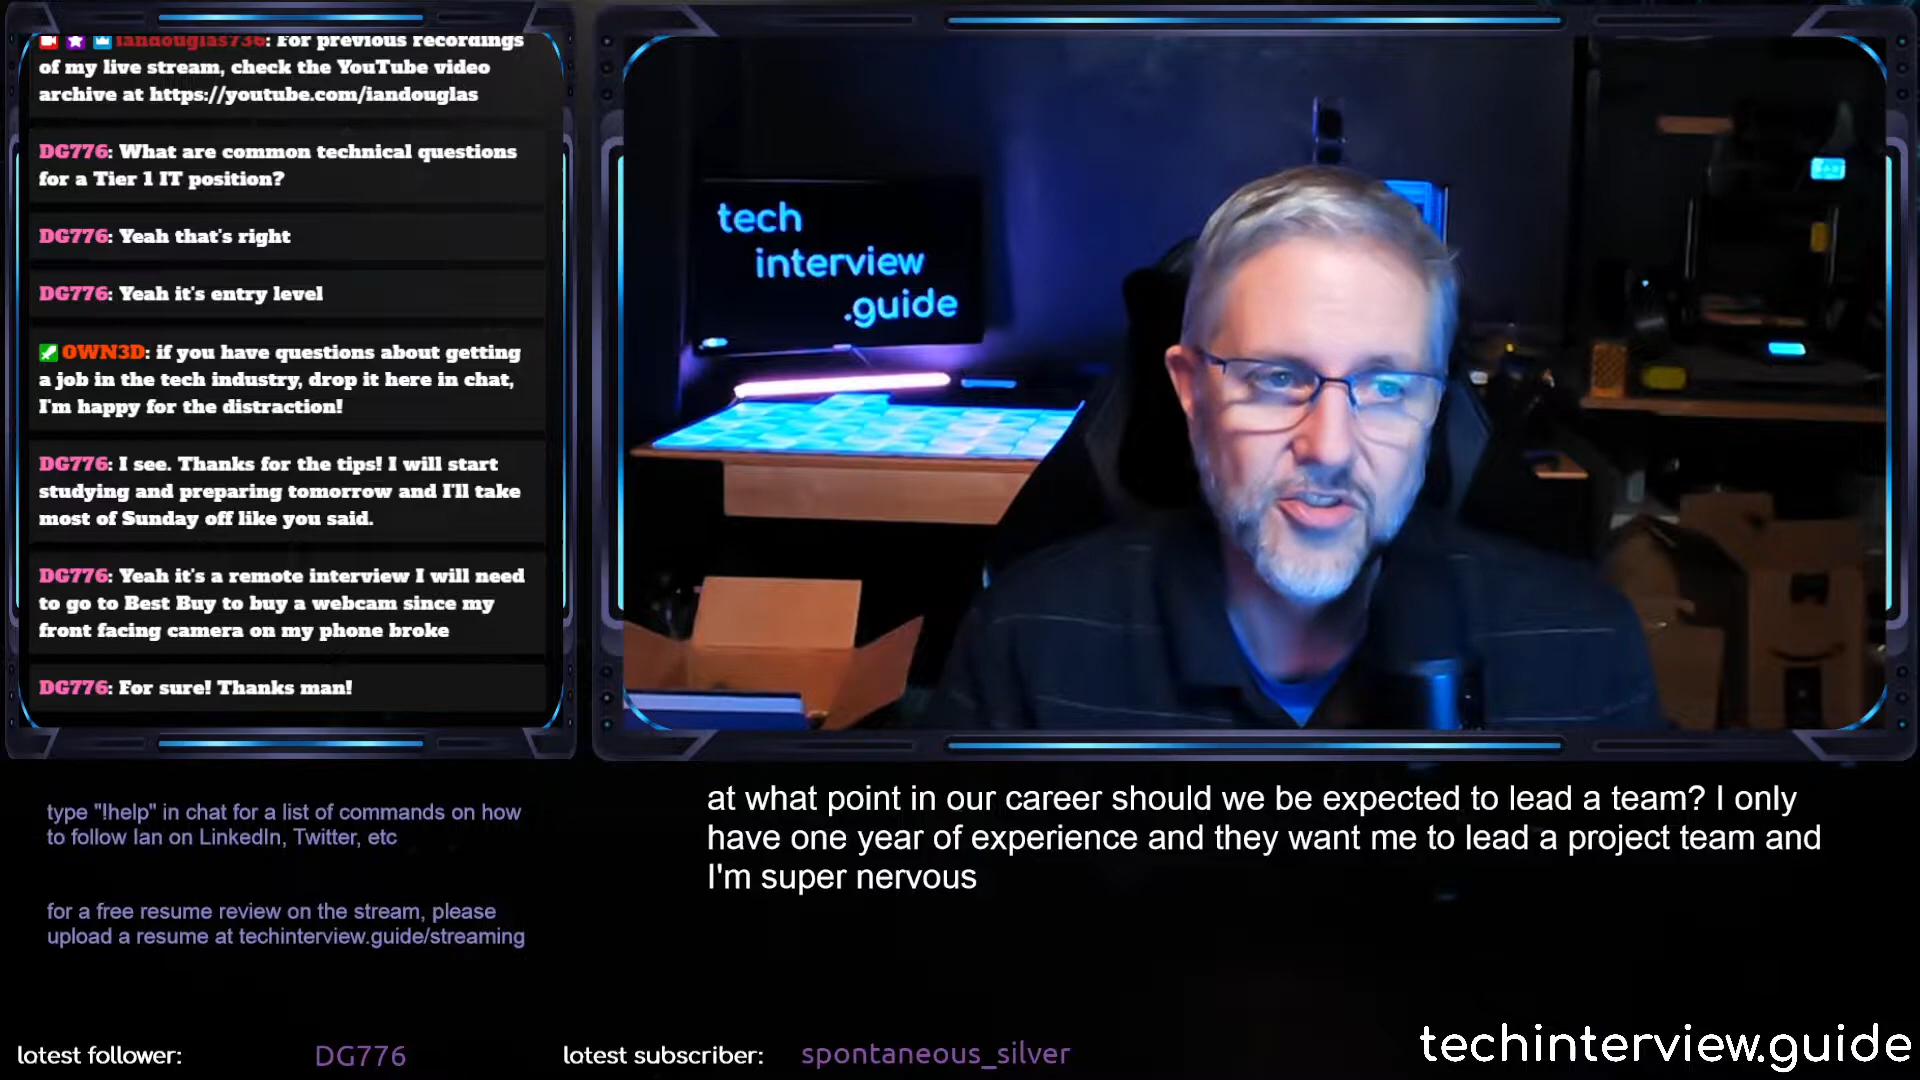 iandouglas736: For previous recordings
of my live stream, check the YouTube video
archive at https://youtube.com/iandouglas
DG776: What are common technical questions
for a Tier 1 IT position?
DG776: Yeah that's right
DG776: Yeah it's entry level
OWN3D: if you have questions about getting
a job in the tech industry, drop it here in chat,
I'm happy for the distraction!
DG776: I see. Thanks for the tips! I will start
studying and preparing tomorrow and I'll take
most of Sunday off like you said.
DG776: Yeah it's a remote interview I will need
to go to Best Buy to buy a webcam since my
front facing camera on my phone broke
DG776: For sure! Thanks man!
tech
interview
.guide
type "!help" in chat for a list of commands on how
to follow Ian on LinkedIn, Twitter, etc
for a free resume review on the stream, please
upload a resume at techinterview.guide/streaming
at what point in our career should we be expected to lead a team? I only
have one year of experience and they want me to lead a project team and
I'm super nervous
latest follower: DG776
latest subscriber: spontaneous_silver
techinterview.guide